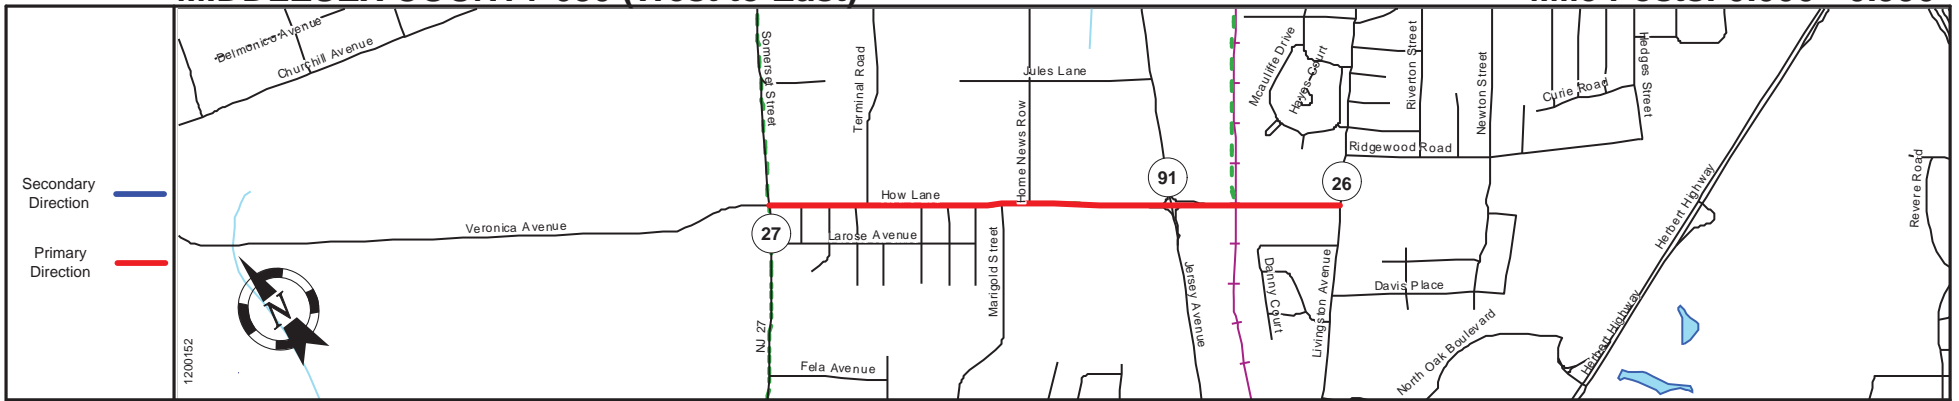 Secondary
Direction
Primary
Direction
1200152
N
Delmonico Avenue
Churchill Avenue
Veronica Avenue
Somerset Street
27
NJ 27
Terminal Road
How Lane
Larose Avenue
Fela Avenue
Marigold Street
Home News Row
Jules Lane
91
Jersey Avenue
Mcauliffe Drive
Hayes Court
Danny Court
Livingston Avenue
26
Riverton Street
Ridgewood Road
Newton Street
Davis Place
North Oak Boulevard
Curie Road
Hedges Street
Herbert Highway
Herbert Highway
Revere Road